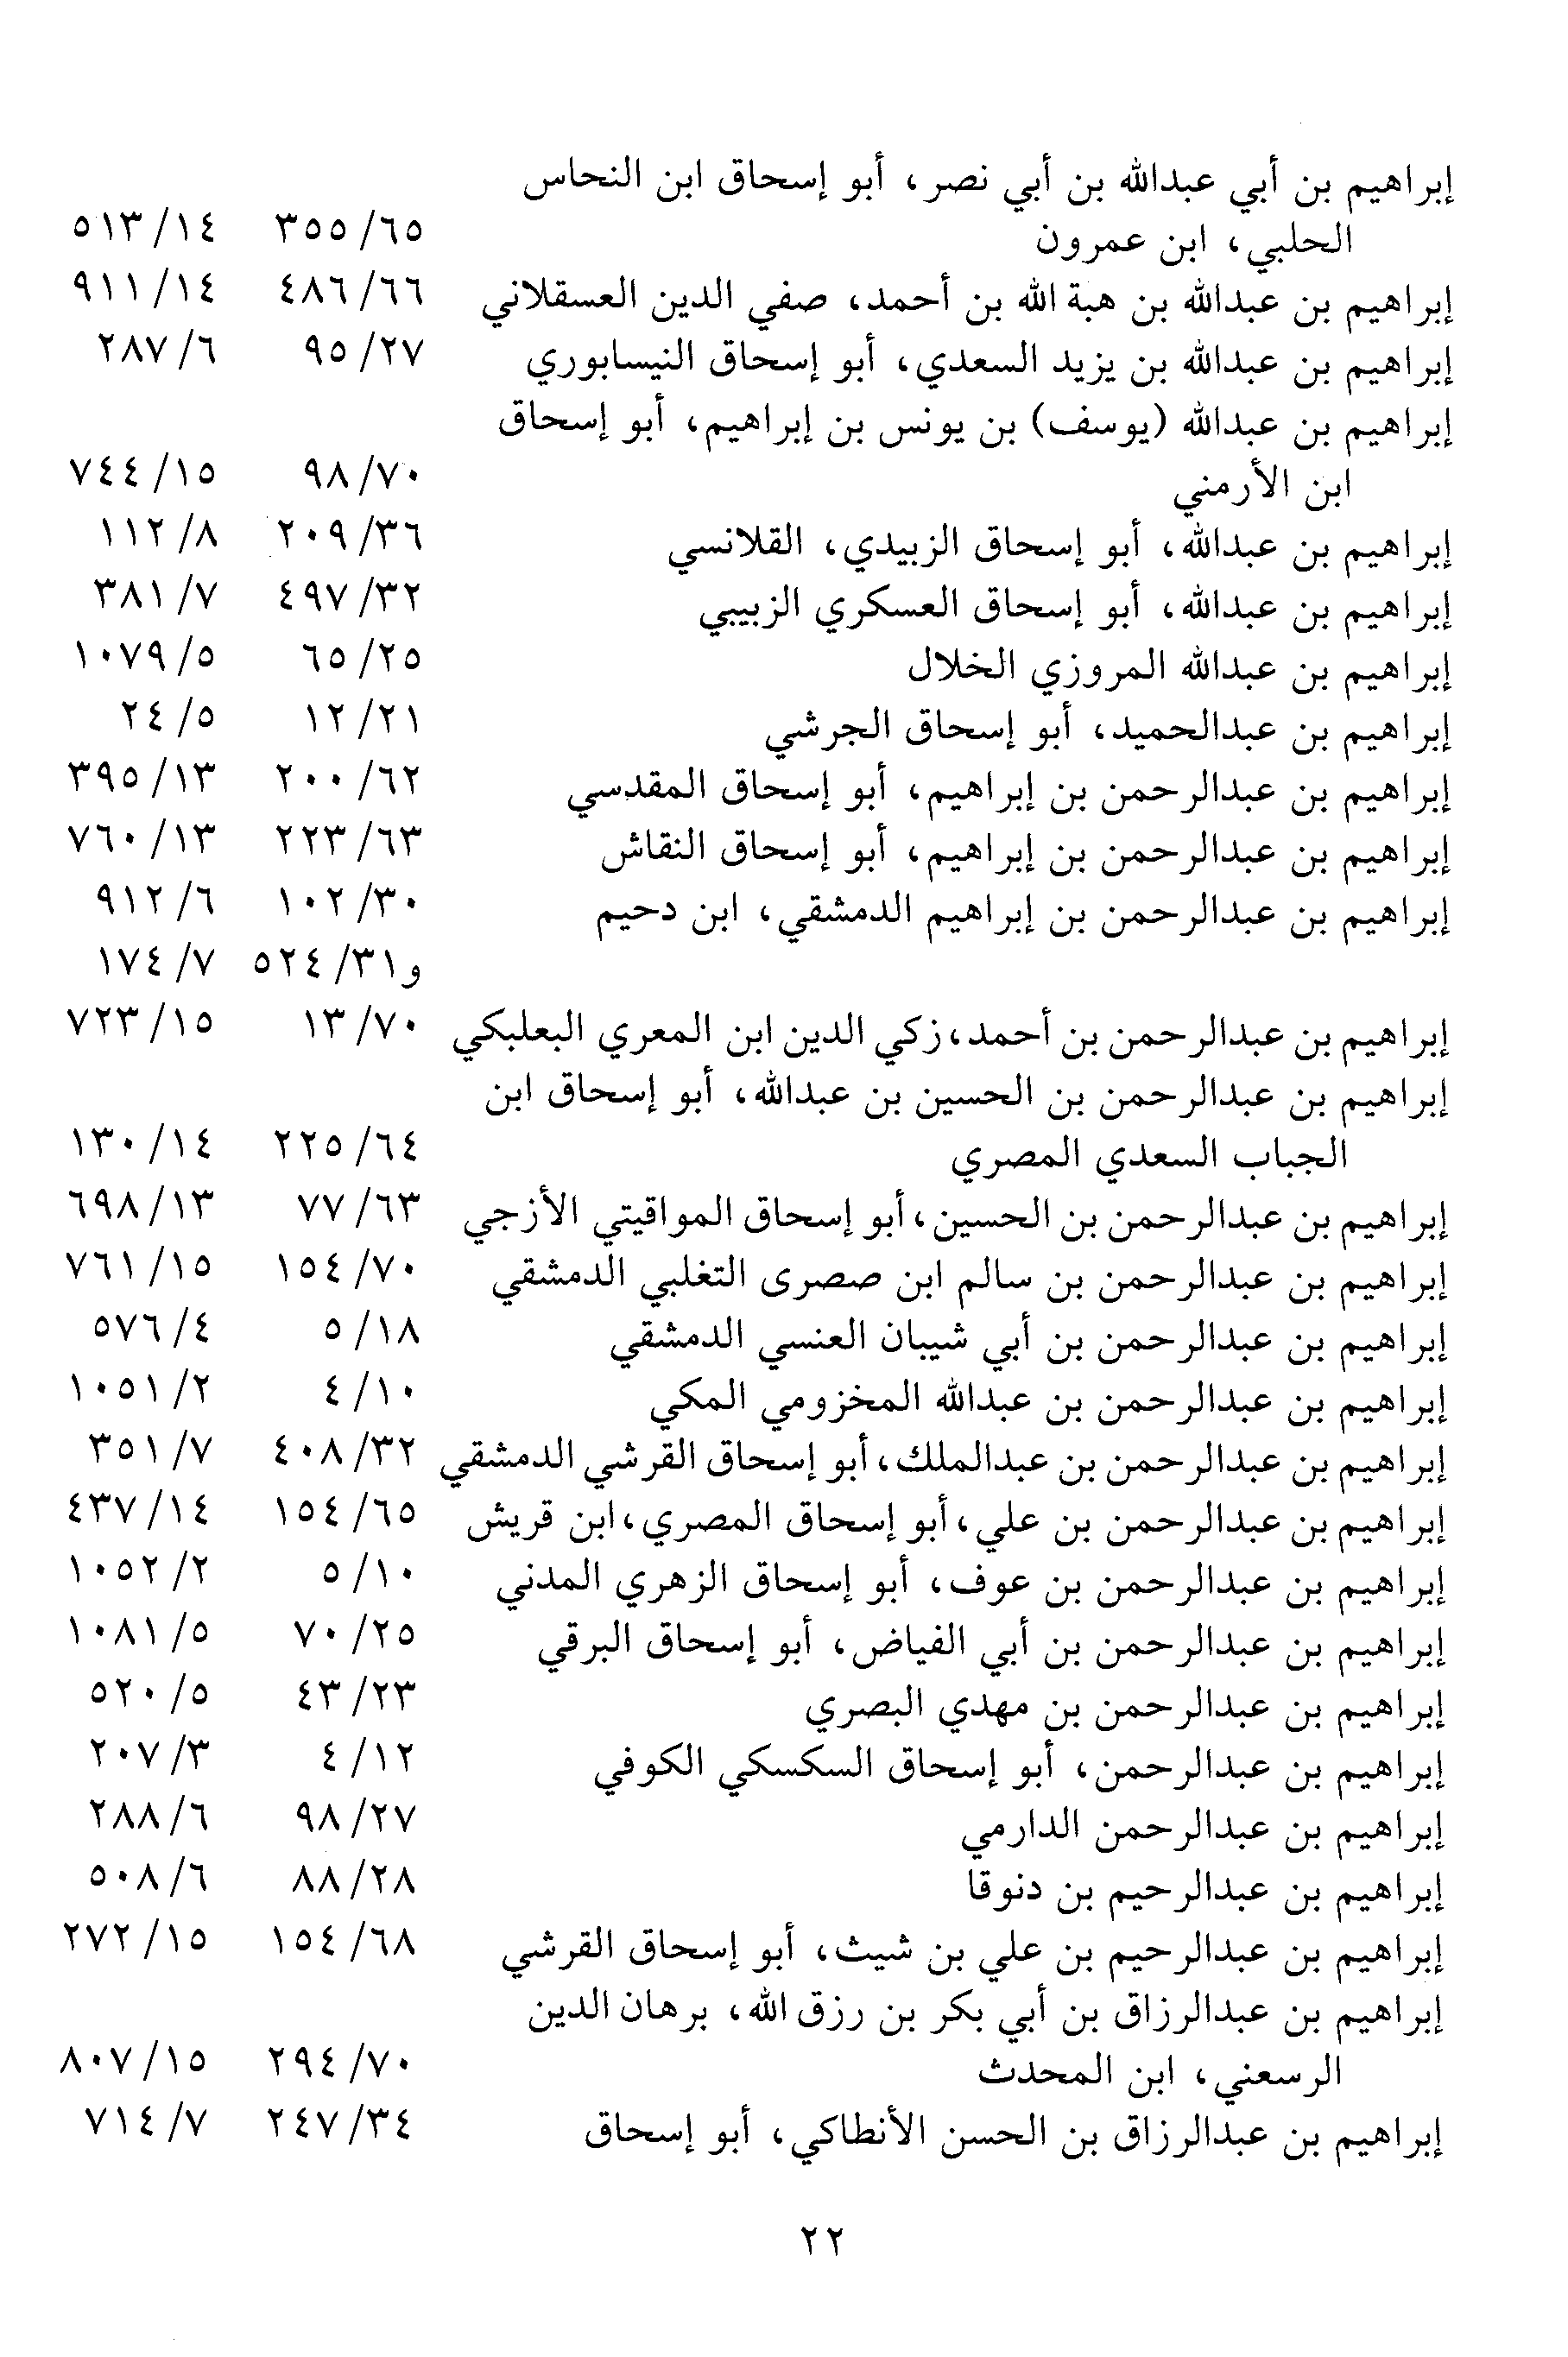 إبراهيم بن أبي عبدالله بن أبي نصر، أبو إسحاق ابن النحاس
الحلبي، ابن عمرون ٣٥٥/٦٥ ٥١٣/١٤
إبراهيم بن عبدالله بن هبة الله بن أحمد، صفي الدين العسقلاني ٤٨٦/٦٦ ٩١١/١٤
إبراهيم بن عبدالله بن يزيد السعدي، أبو إسحاق النيسابوري ٩٥/٢٧ ٢٨٧/٦
إبراهيم بن عبدالله (يوسف) بن يونس بن إبراهيم، أبو إسحاق
ابن الأرمني ٩٨/٧٠ ٧٤٤/١٥
إبراهيم بن عبدالله، أبو إسحاق الزبيدي، القلانسي ٢٠٩/٣٦ ١١٢/٨
إبراهيم بن عبدالله، أبو إسحاق العسكري الزبيبي ٤٩٧/٣٢ ٣٨١/٧
إبراهيم بن عبدالله المروزي الخلال ٦٥/٢٥ ١٠٧٩/٥
إبراهيم بن عبدالحميد، أبو إسحاق الجرشي ١٢/٢١ ٢٤/٥
إبراهيم بن عبدالرحمن بن إبراهيم، أبو إسحاق المقدسي ٢٠٠/٦٢ ٣٩٥/١٣
إبراهيم بن عبدالرحمن بن إبراهيم، أبو إسحاق النقاش ٢٢٣/٦٣ ٧٦٠/١٣
إبراهيم بن عبدالرحمن بن إبراهيم الدمشقي، ابن دحيم ١٠٢/٣٠ ٩١٢/٦
و٥٢٤/٣١ ١٧٤/٧
إبراهيم بن عبدالرحمن بن أحمد، زكي الدين ابن المعري البعلبكي ١٣/٧٠ ٧٢٣/١٥
إبراهيم بن عبدالرحمن بن الحسين بن عبدالله، أبو إسحاق ابن
الجباب السعدي المصري ٢٢٥/٦٤ ١٣٠/١٤
إبراهيم بن عبدالرحمن بن الحسين، أبو إسحاق المواقيتي الأزجي ٧٧/٦٣ ٦٩٨/١٣
إبراهيم بن عبدالرحمن بن سالم ابن صصرى التغلبي الدمشقي ١٥٤/٧٠ ٧٦١/١٥
إبراهيم بن عبدالرحمن بن أبي شيبان العنسي الدمشقي ٥/١٨ ٥٧٦/٤
إبراهيم بن عبدالرحمن بن عبدالله المخزومي المكي ٤/١٠ ١٠٥١/٢
إبراهيم بن عبدالرحمن بن عبدالملك، أبو إسحاق القرشي الدمشقي ٤٠٨/٣٢ ٣٥١/٧
إبراهيم بن عبدالرحمن بن علي، أبو إسحاق المصري، ابن قريش ١٥٤/٦٥ ٤٣٧/١٤
إبراهيم بن عبدالرحمن بن عوف، أبو إسحاق الزهري المدني ٥/١٠ ١٠٥٢/٢
إبراهيم بن عبدالرحمن بن أبي الفياض، أبو إسحاق البرقي ٧٠/٢٥ ١٠٨١/٥
إبراهيم بن عبدالرحمن بن مهدي البصري ٤٣/٢٣ ٥٢٠/٥
إبراهيم بن عبدالرحمن، أبو إسحاق السكسكي الكوفي ٤/١٢ ٢٠٧/٣
إبراهيم بن عبدالرحمن الدارمي ٩٨/٢٧ ٢٨٨/٦
إبراهيم بن عبدالرحيم بن دنوقا ٨٨/٢٨ ٥٠٨/٦
إبراهيم بن عبدالرحيم بن علي بن شيث، أبو إسحاق القرشي ١٥٤/٦٨ ٢٧٢/١٥
إبراهيم بن عبدالرزاق بن أبي بكر بن رزق الله، برهان الدين
الرسعني، ابن المحدث ٢٩٤/٧٠ ٨٠٧/١٥
إبراهيم بن عبدالرزاق بن الحسن الأنطاكي، أبو إسحاق ٢٤٧/٣٤ ٧١٤/٧
٢٢